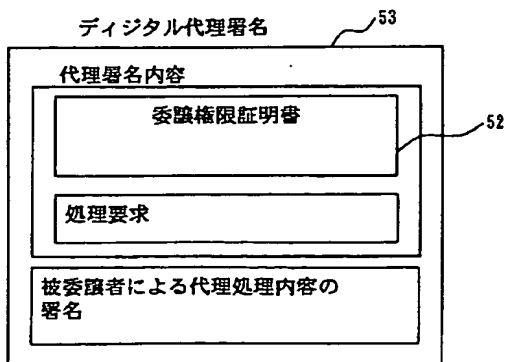 ディジタル代理署名
53
代理署名内容
委譲権限証明書
52
処理要求
被委譲者による代理処理内容の
署名